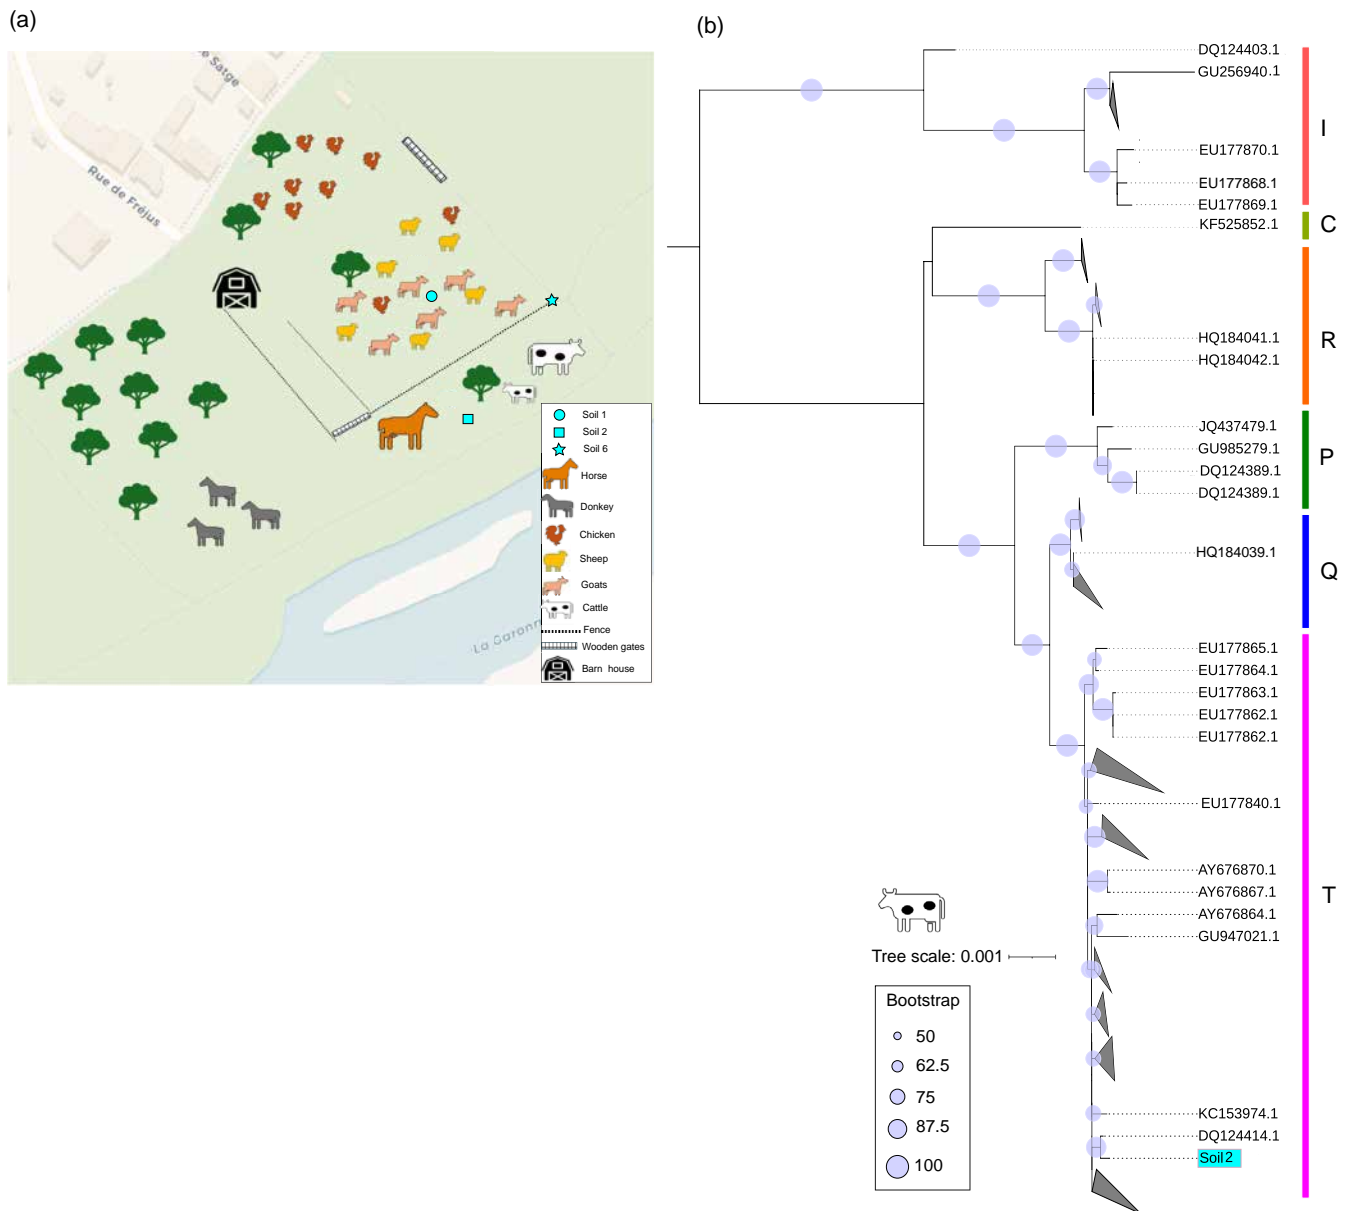 (a)
(b)
e Satge
Rue de Fréjus
La Garonn
Soil 1
Soil 2
Soil 6
Horse
Donkey
Chicken
Sheep
Goats
Cattle
Fence
Wooden gates
Barn house
DQ124403.1
GU256940.1
EU177870.1
EU177868.1
EU177869.1
KF525852.1
HQ184041.1
HQ184042.1
JQ437479.1
GU985279.1
DQ124389.1
DQ124389.1
HQ184039.1
EU177865.1
EU177864.1
EU177863.1
EU177862.1
EU177862.1
EU177840.1
AY676870.1
AY676867.1
AY676864.1
GU947021.1
KC153974.1
DQ124414.1
Soil2
I
C
R
P
Q
T
Tree scale: 0.001
Bootstrap
50
62.5
75
87.5
100